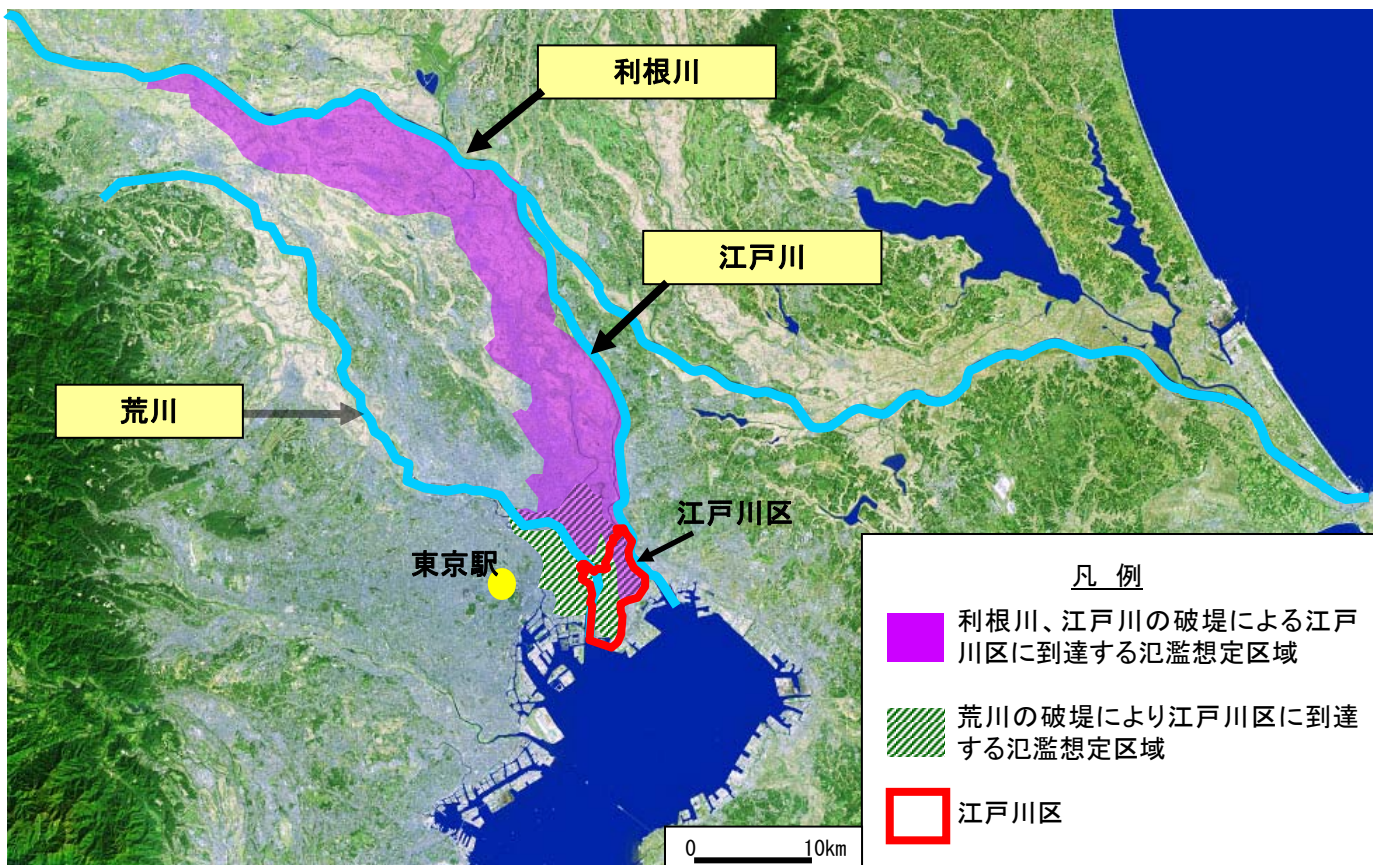 利根川
江戸川
荒川
江戸川区
東京駅
凡 例
利根川、江戸川の破堤による江戸
川区に到達する氾濫想定区域
荒川の破堤により江戸川区に到達
する氾濫想定区域
江戸川区
0 10km